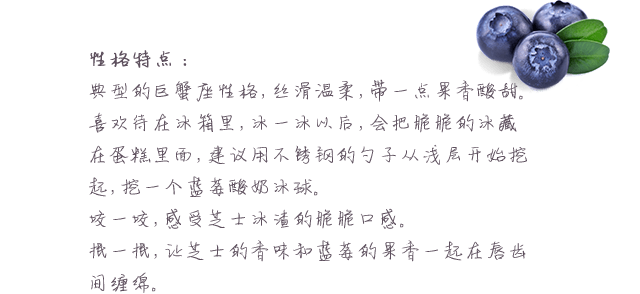 性格特点：
典型的巨蟹座性格，丝滑温柔，带一点果香酸甜。
喜欢待在冰箱里，冰一冰以后，会把脆脆的冰藏
在蛋糕里面，建议用不锈钢的勺子从浅层开始挖
起，挖一个蓝莓酸奶冰球。
咬一咬，感受芝士冰渣的脆脆口感。
抿一抿，让芝士的香味和蓝莓的果香一起在唇齿
间缠绵。